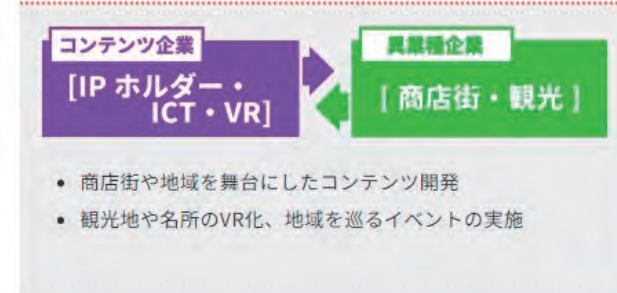 コンテンツ企業
[IP ホルダー・
ICT・VR]
異業種企業
[ 商店街・観光 ]
• 商店街や地域を舞台にしたコンテンツ開発
• 観光地や名所のVR化、地域を巡るイベントの実施